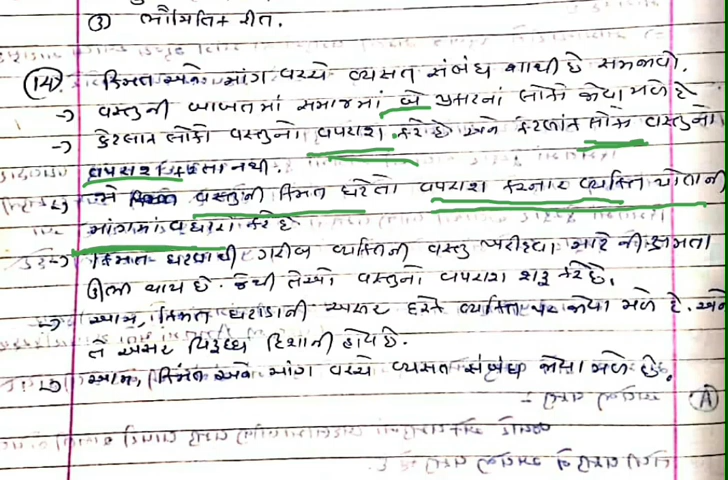 ③ ભૌમિતિક રીત.
(14) કિંમત અને માંગ વચ્ચે વ્યસ્ત સંબંધ શાથી છે સમજાવો.
→ વસ્તુની બાબતમાં સમાજમાં બે પ્રકારનાં લોકો જોવા મળે છે
→ કેટલાક લોકો વસ્તુનો વપરાશ કરે છે અને કેટલાંક લોકો વસ્તુનો
વપરાશ કરતા નથી.
→ જો વસ્તુની કિંમત ઘટેતો વપરાશ કરનાર વ્યક્તિ પોતાની
માંગમાં વધારો કરે છે
→ કિંમત ઘટવાથી ગરીબ વ્યક્તિની વસ્તુ ખરીદવા માટેની ક્ષમતા
ઊભી થાય છે. જેથી તેઓ વસ્તુનો વપરાશ શરૂ કરે છે.
→ આમ, કિંમત ઘટાડાની અસર દરેક વ્યક્તિ પર જોવા મળે છે. અને
તે અસર વિરુદ્ધ દિશાની હોય છે.
→ આમ, કિંમત અને માંગ વચ્ચે વ્યસ્ત સંબંધ જોવા મળે છે.